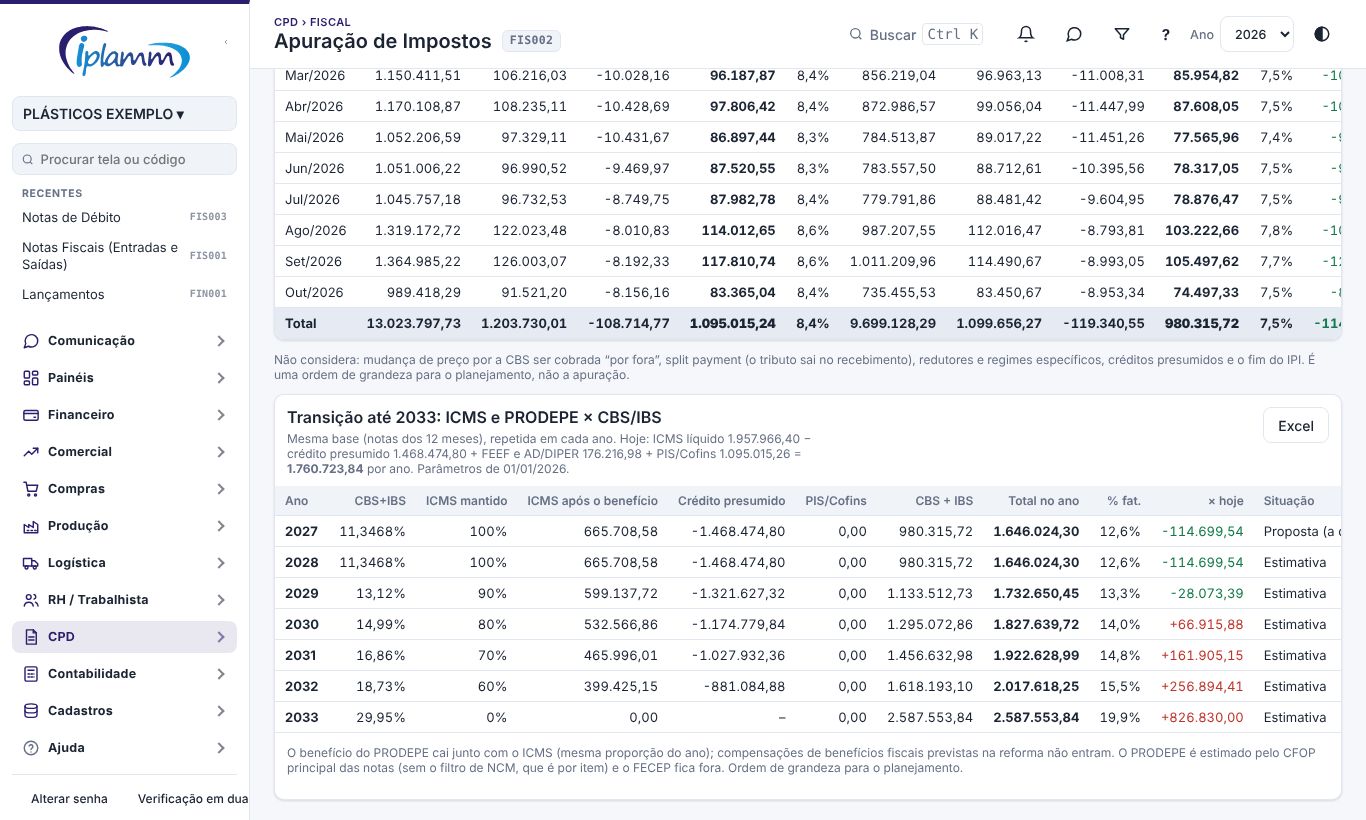 iplamm
PLÁSTICOS EXEMPLO ▾
Procurar tela ou código
RECENTES
Notas de Débito FIS003
Notas Fiscais (Entradas e Saídas) FIS001
Lançamentos FIN001
Comunicação
Painéis
Financeiro
Comercial
Compras
Produção
Logística
RH / Trabalhista
CPD
Contabilidade
Cadastros
Ajuda
Alterar senha Verificação em dua
CPD › FISCAL
Apuração de Impostos FIS002
Buscar Ctrl K ? Ano 2026
Mar/2026 1.150.411,51 106.216,03 -10.028,16 96.187,87 8,4% 856.219,04 96.963,13 -11.008,31 85.954,82 7,5% -10
Abr/2026 1.170.108,87 108.235,11 -10.428,69 97.806,42 8,4% 872.986,57 99.056,04 -11.447,99 87.608,05 7,5% -10
Mai/2026 1.052.206,59 97.329,11 -10.431,67 86.897,44 8,3% 784.513,87 89.017,22 -11.451,26 77.565,96 7,4% -9
Jun/2026 1.051.006,22 96.990,52 -9.469,97 87.520,55 8,3% 783.557,50 88.712,61 -10.395,56 78.317,05 7,5% -9
Jul/2026 1.045.757,18 96.732,53 -8.749,75 87.982,78 8,4% 779.791,86 88.481,42 -9.604,95 78.876,47 7,5% -9
Ago/2026 1.319.172,72 122.023,48 -8.010,83 114.012,65 8,6% 987.207,55 112.016,47 -8.793,81 103.222,66 7,8% -10
Set/2026 1.364.985,22 126.003,07 -8.192,33 117.810,74 8,6% 1.011.209,96 114.490,67 -8.993,05 105.497,62 7,7% -12
Out/2026 989.418,29 91.521,20 -8.156,16 83.365,04 8,4% 735.455,53 83.450,67 -8.953,34 74.497,33 7,5% -8
Total 13.023.797,73 1.203.730,01 -108.714,77 1.095.015,24 8,4% 9.699.128,29 1.099.656,27 -119.340,55 980.315,72 7,5% -114
Não considera: mudança de preço por a CBS ser cobrada “por fora”, split payment (o tributo sai no recebimento), redutores e regimes específicos, créditos presumidos e o fim do IPI. É
uma ordem de grandeza para o planejamento, não a apuração.
Transição até 2033: ICMS e PRODEPE × CBS/IBS
Excel
Mesma base (notas dos 12 meses), repetida em cada ano. Hoje: ICMS líquido 1.957.966,40 −
crédito presumido 1.468.474,80 + FEEF e AD/DIPER 176.216,98 + PIS/Cofins 1.095.015,26 =
1.760.723,84 por ano. Parâmetros de 01/01/2026.
Ano CBS+IBS ICMS mantido ICMS após o benefício Crédito presumido PIS/Cofins CBS + IBS Total no ano % fat. × hoje Situação
2027 11,3468% 100% 665.708,58 -1.468.474,80 0,00 980.315,72 1.646.024,30 12,6% -114.699,54 Proposta (a
2028 11,3468% 100% 665.708,58 -1.468.474,80 0,00 980.315,72 1.646.024,30 12,6% -114.699,54 Estimativa
2029 13,12% 90% 599.137,72 -1.321.627,32 0,00 1.133.512,73 1.732.650,45 13,3% -28.073,39 Estimativa
2030 14,99% 80% 532.566,86 -1.174.779,84 0,00 1.295.072,86 1.827.639,72 14,0% +66.915,88 Estimativa
2031 16,86% 70% 465.996,01 -1.027.932,36 0,00 1.456.632,98 1.922.628,99 14,8% +161.905,15 Estimativa
2032 18,73% 60% 399.425,15 -881.084,88 0,00 1.618.193,10 2.017.618,25 15,5% +256.894,41 Estimativa
2033 29,95% 0% 0,00 – 0,00 2.587.553,84 2.587.553,84 19,9% +826.830,00 Estimativa
O benefício do PRODEPE cai junto com o ICMS (mesma proporção do ano); compensações de benefícios fiscais previstas na reforma não entram. O PRODEPE é estimado pelo CFOP
principal das notas (sem o filtro de NCM, que é por item) e o FECEP fica fora. Ordem de grandeza para o planejamento.